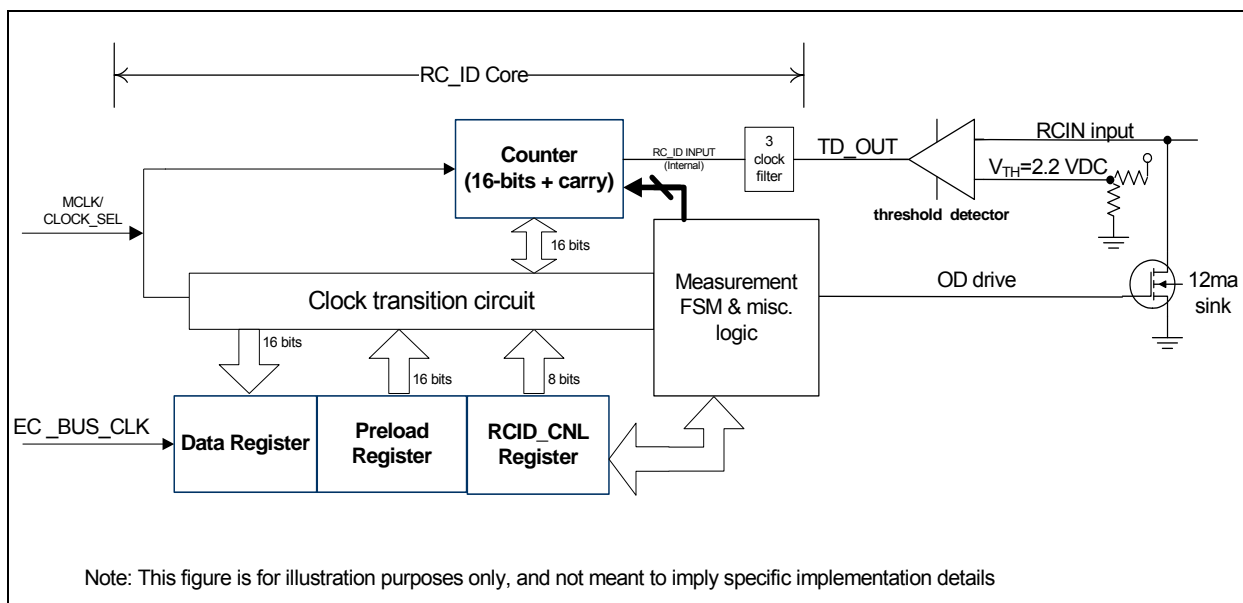 RC_ID Core
Counter
(16-bits + carry)
RC_ID INPUT
(Internal)
3
clock
filter
TD_OUT
RCIN input
VTH=2.2 VDC
threshold detector
MCLK/
CLOCK_SEL
16 bits
Clock transition circuit
Measurement
FSM & misc.
logic
OD drive
12ma
sink
16 bits
16 bits
8 bits
EC _BUS_CLK
Data Register
Preload
Register
RCID_CNL
Register
Note: This figure is for illustration purposes only, and not meant to imply specific implementation details